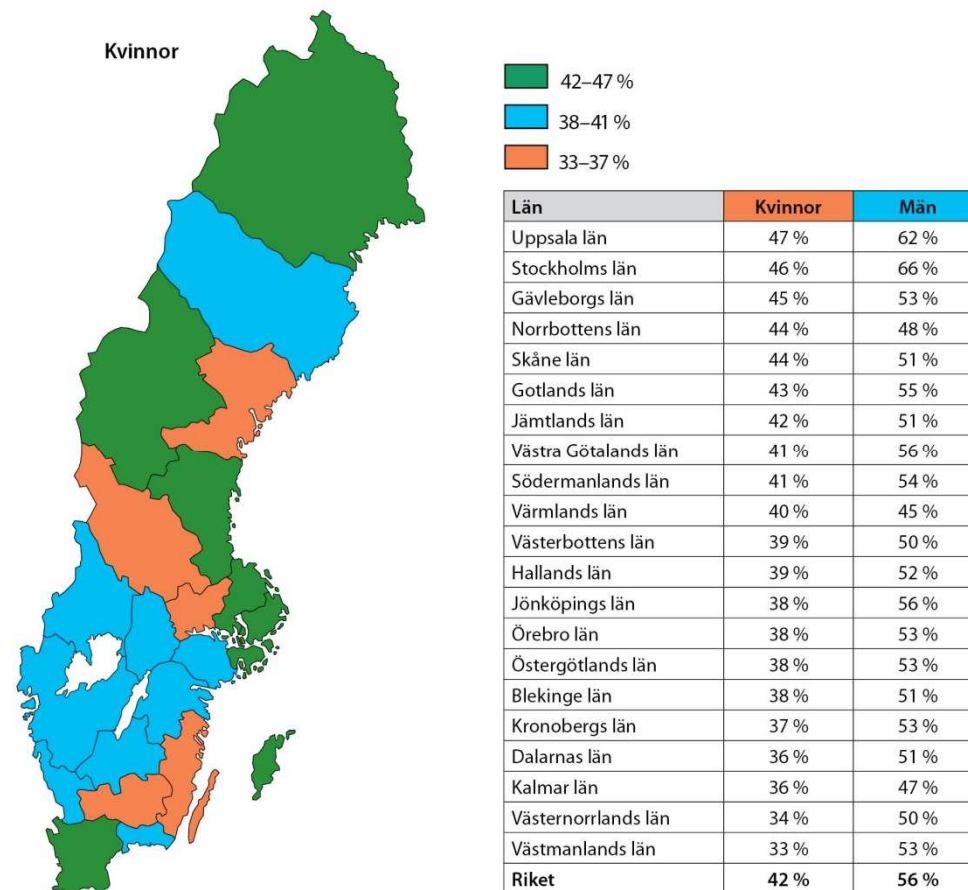 Kvinnor
42–47 %
38–41 %
33–37 %
Län Kvinnor Män
Uppsala län 47 % 62 %
Stockholms län 46 % 66 %
Gävleborgs län 45 % 53 %
Norrbottens län 44 % 48 %
Skåne län 44 % 51 %
Gotlands län 43 % 55 %
Jämtlands län 42 % 51 %
Västra Götalands län 41 % 56 %
Södermanlands län 41 % 54 %
Värmlands län 40 % 45 %
Västerbottens län 39 % 50 %
Hallands län 39 % 52 %
Jönköpings län 38 % 56 %
Örebro län 38 % 53 %
Östergötlands län 38 % 53 %
Blekinge län 38 % 51 %
Kronobergs län 37 % 53 %
Dalarnas län 36 % 51 %
Kalmar län 36 % 47 %
Västernorrlands län 34 % 50 %
Västmanlands län 33 % 53 %
Riket 42 % 56 %